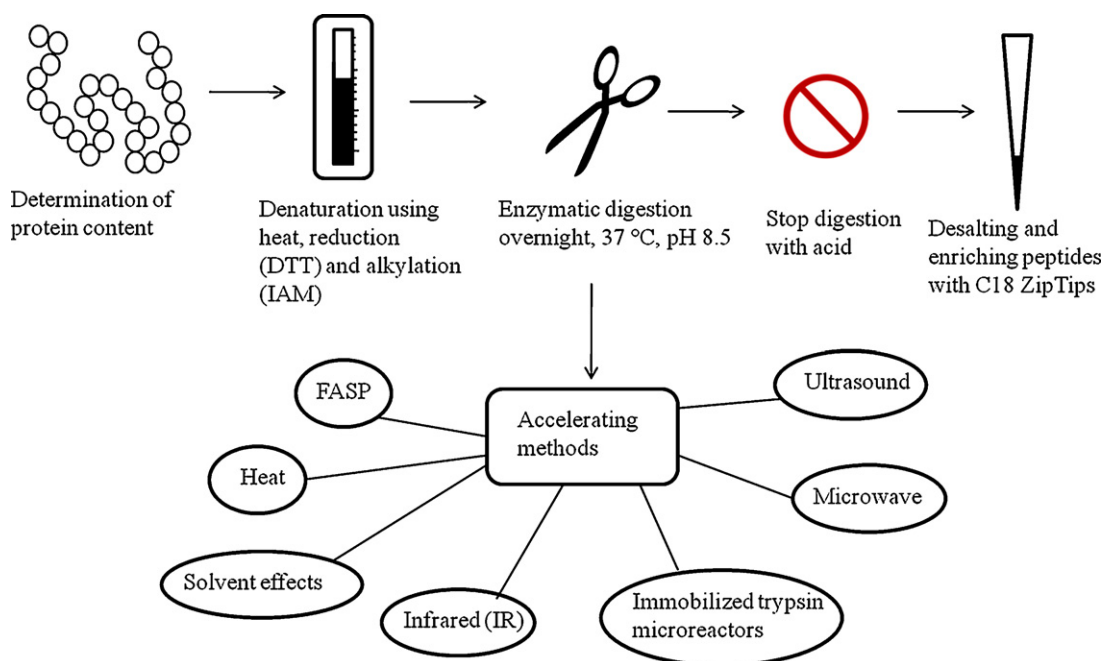 Determination of
protein content
Denaturation using
heat, reduction
(DTT) and alkylation
(IAM)
Enzymatic digestion
overnight, 37 °C, pH 8.5
Stop digestion
with acid
Desalting and
enriching peptides
with C18 ZipTips
Accelerating
methods
FASP
Heat
Solvent effects
Infrared (IR)
Immobilized trypsin
microreactors
Microwave
Ultrasound